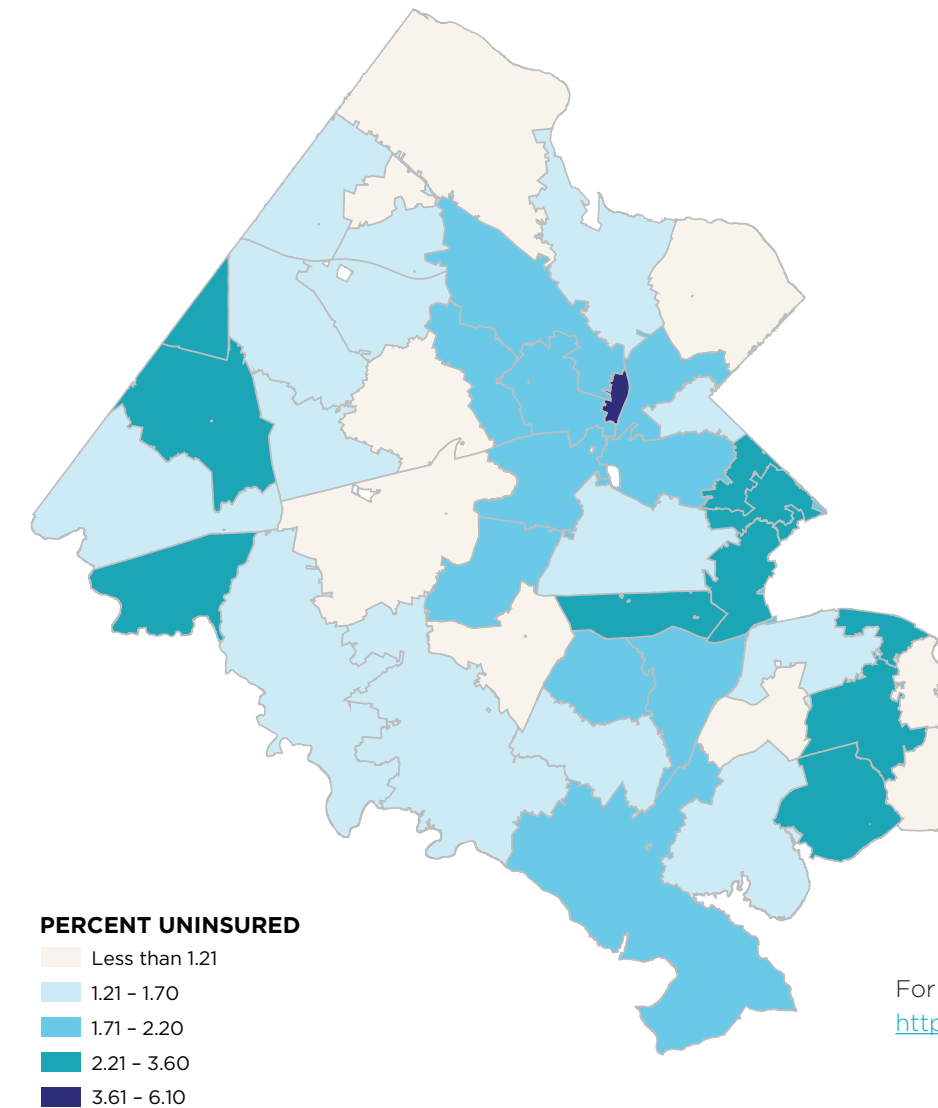 PERCENT UNINSURED
Less than 1.21
1.21 – 1.70
1.71 – 2.20
2.21 – 3.60
3.61 – 6.10
For
http